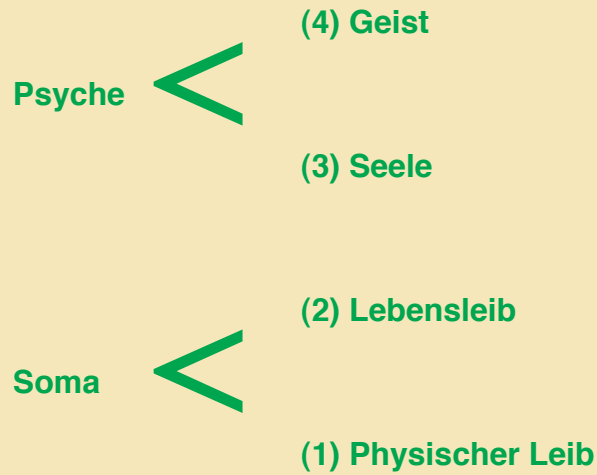 (4) Geist
Psyche
(3) Seele
(2) Lebensleib
Soma
(1) Physischer Leib